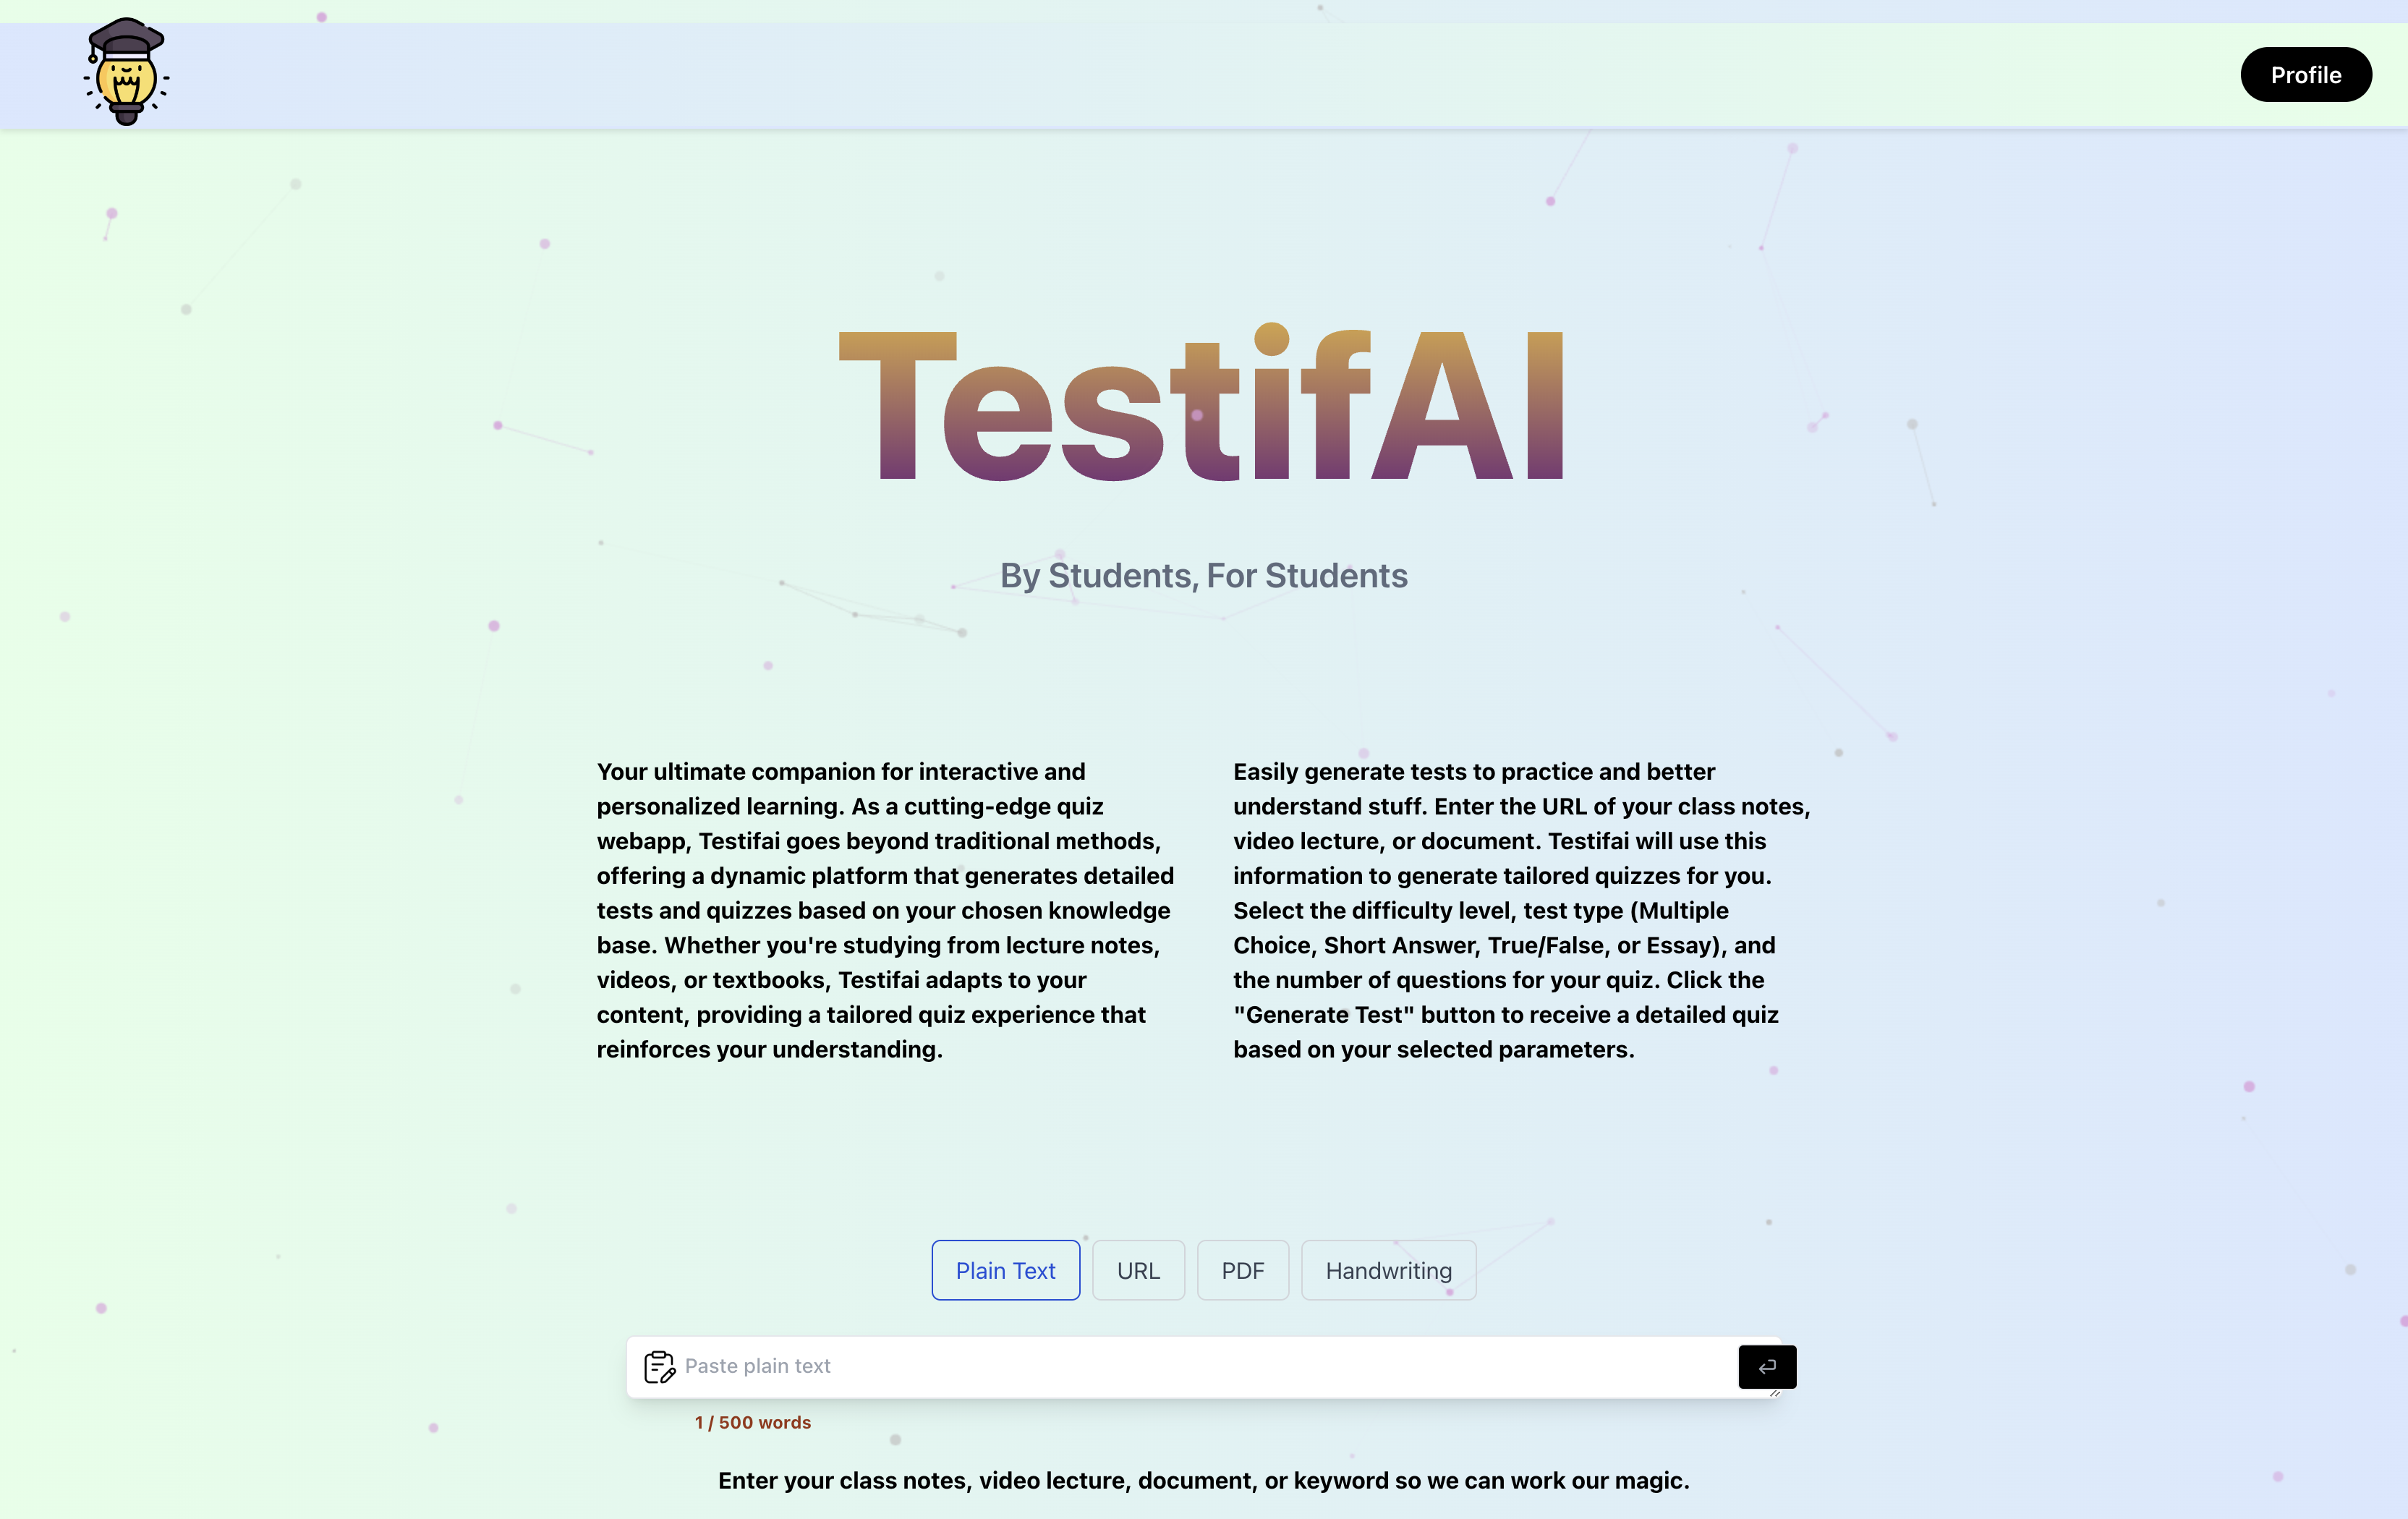 Profile
TestifAI
By Students, For Students
Your ultimate companion for interactive and
personalized learning. As a cutting-edge quiz
webapp, Testifai goes beyond traditional methods,
offering a dynamic platform that generates detailed
tests and quizzes based on your chosen knowledge
base. Whether you're studying from lecture notes,
videos, or textbooks, Testifai adapts to your
content, providing a tailored quiz experience that
reinforces your understanding.
Easily generate tests to practice and better
understand stuff. Enter the URL of your class notes,
video lecture, or document. Testifai will use this
information to generate tailored quizzes for you.
Select the difficulty level, test type (Multiple
Choice, Short Answer, True/False, or Essay), and
the number of questions for your quiz. Click the
"Generate Test" button to receive a detailed quiz
based on your selected parameters.
Plain Text
URL
PDF
Handwriting
Paste plain text
1 / 500 words
Enter your class notes, video lecture, document, or keyword so we can work our magic.